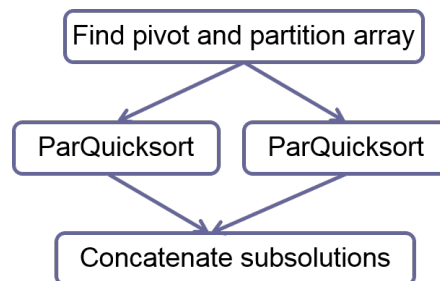 Find pivot and partition array
ParQuicksort
ParQuicksort
Concatenate subsolutions